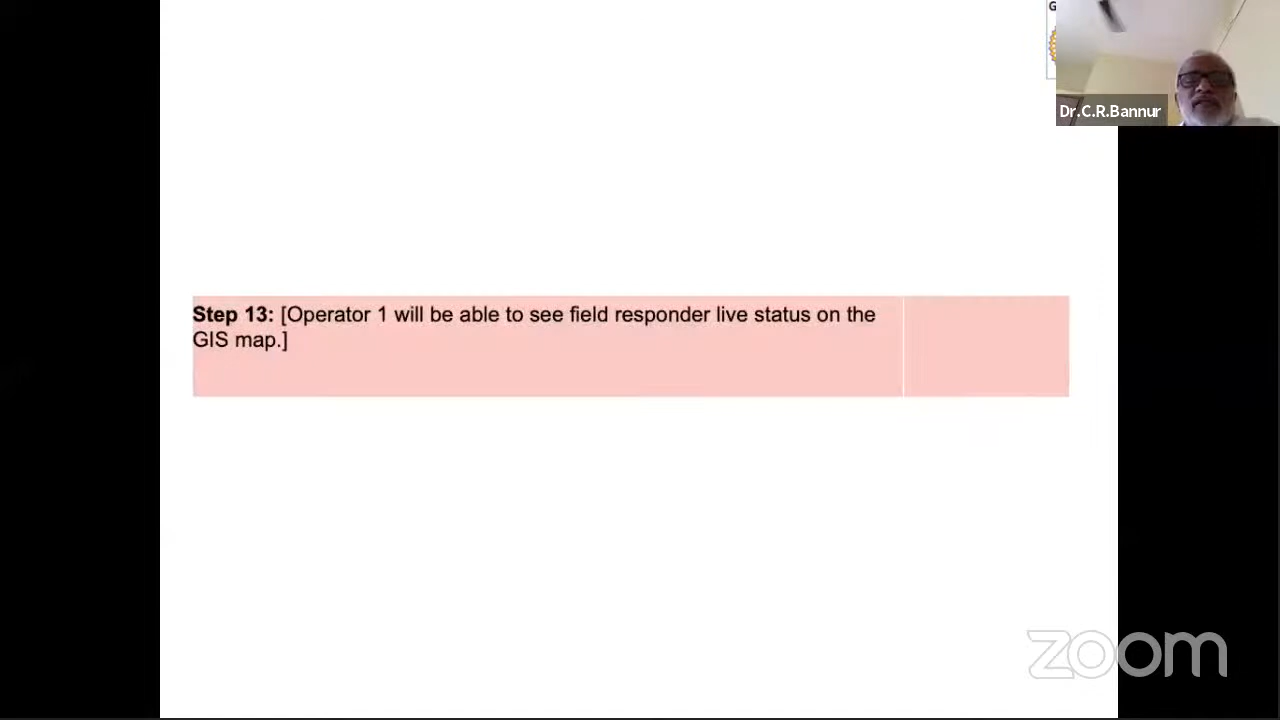 G
Dr.C.R.Bannur
Step 13: [Operator 1 will be able to see field responder live status on the
GIS map.]
zoom